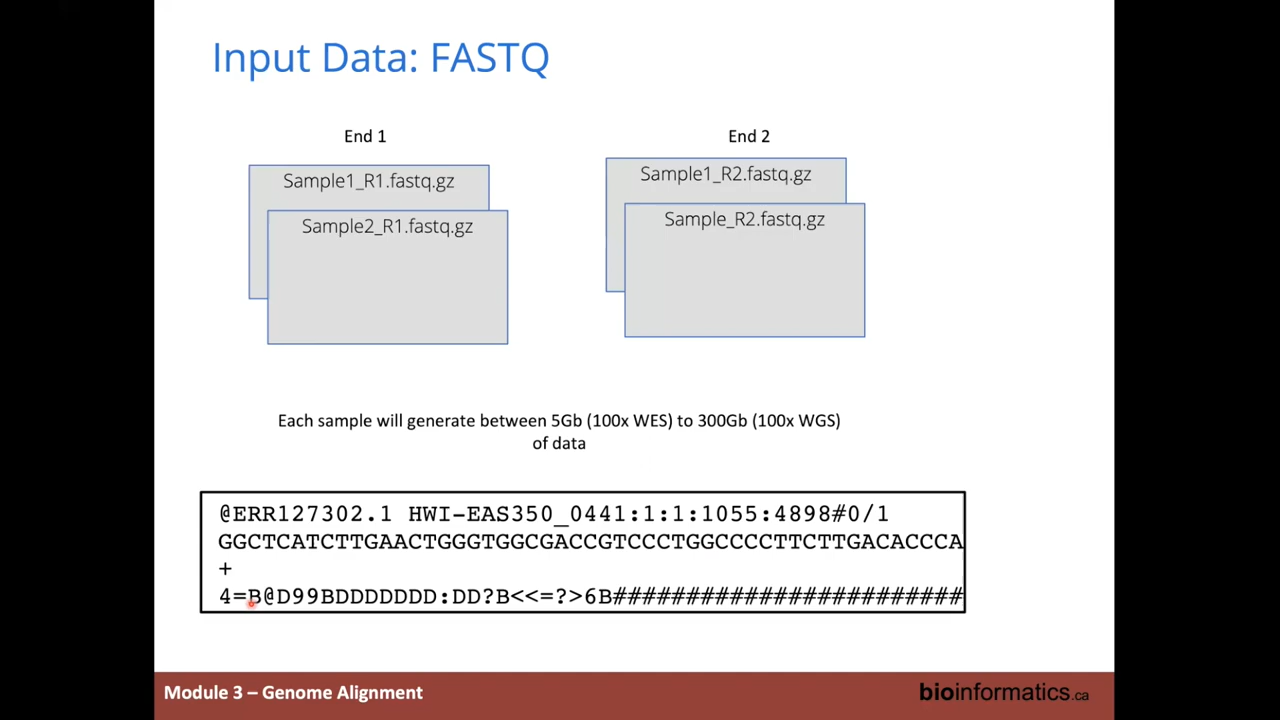 Input Data: FASTQ
End 1
End 2
Sample1_R1.fastq.gz
Sample2_R1.fastq.gz
Sample1_R2.fastq.gz
Sample_R2.fastq.gz
Each sample will generate between 5Gb (100x WES) to 300Gb (100x WGS)
of data
@ERR127302.1 HWI-EAS350_0441:1:1:1055:4898#0/1
GGCTCATCTTGAACTGGGTGGCGACCGTCCCTGGCCCCTTCTTGACACCCA
+
4=B@D99BDDDDDDD:DD?B<<=?>6B########################
Module 3 – Genome Alignment
bioinformatics.ca